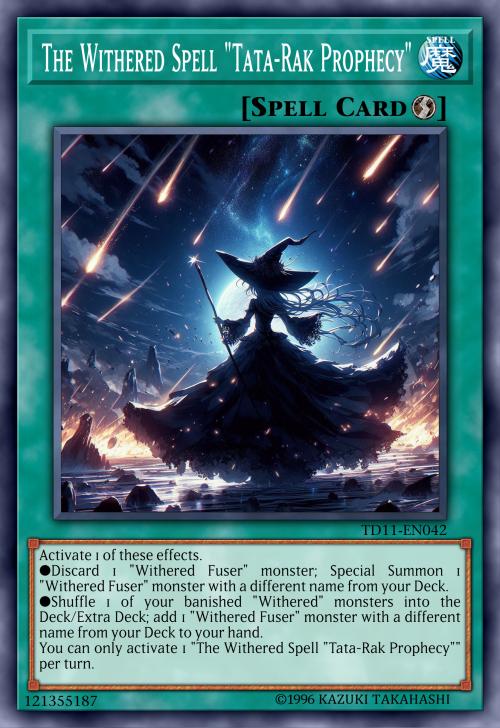 The Withered Spell "Tata-Rak Prophecy"
SPELL
魔
[Spell Card]
TD11-EN042
Activate 1 of these effects.
●Discard 1 "Withered Fuser" monster; Special Summon 1
"Withered Fuser" monster with a different name from your Deck.
●Shuffle 1 of your banished "Withered" monsters into the
Deck/Extra Deck; add 1 "Withered Fuser" monster with a different
name from your Deck to your hand.
You can only activate 1 "The Withered Spell "Tata-Rak Prophecy""
per turn.
121355187
©1996 KAZUKI TAKAHASHI